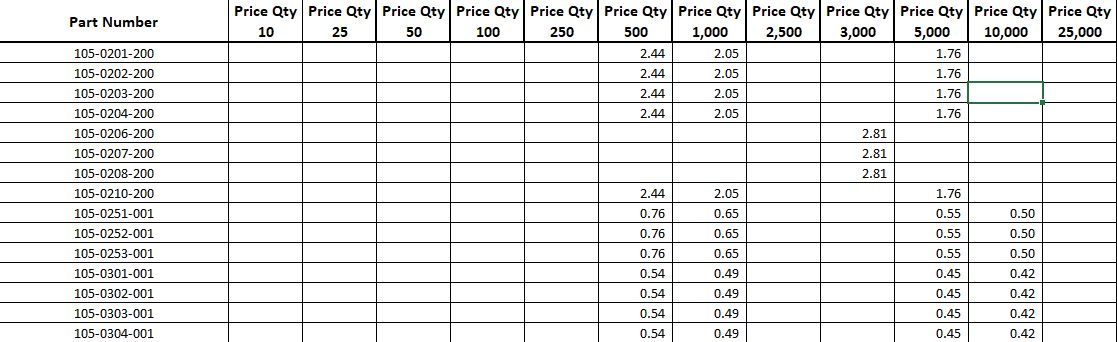 Part Number Price Qty 10 Price Qty 25 Price Qty 50 Price Qty 100 Price Qty 250 Price Qty 500 Price Qty 1,000 Price Qty 2,500 Price Qty 3,000 Price Qty 5,000 Price Qty 10,000 Price Qty 25,000
105-0201-200 2.44 2.05 1.76
105-0202-200 2.44 2.05 1.76
105-0203-200 2.44 2.05 1.76
105-0204-200 2.44 2.05 1.76
105-0206-200 2.81
105-0207-200 2.81
105-0208-200 2.81
105-0210-200 2.44 2.05 1.76
105-0251-001 0.76 0.65 0.55 0.50
105-0252-001 0.76 0.65 0.55 0.50
105-0253-001 0.76 0.65 0.55 0.50
105-0301-001 0.54 0.49 0.45 0.42
105-0302-001 0.54 0.49 0.45 0.42
105-0303-001 0.54 0.49 0.45 0.42
105-0304-001 0.54 0.49 0.45 0.42